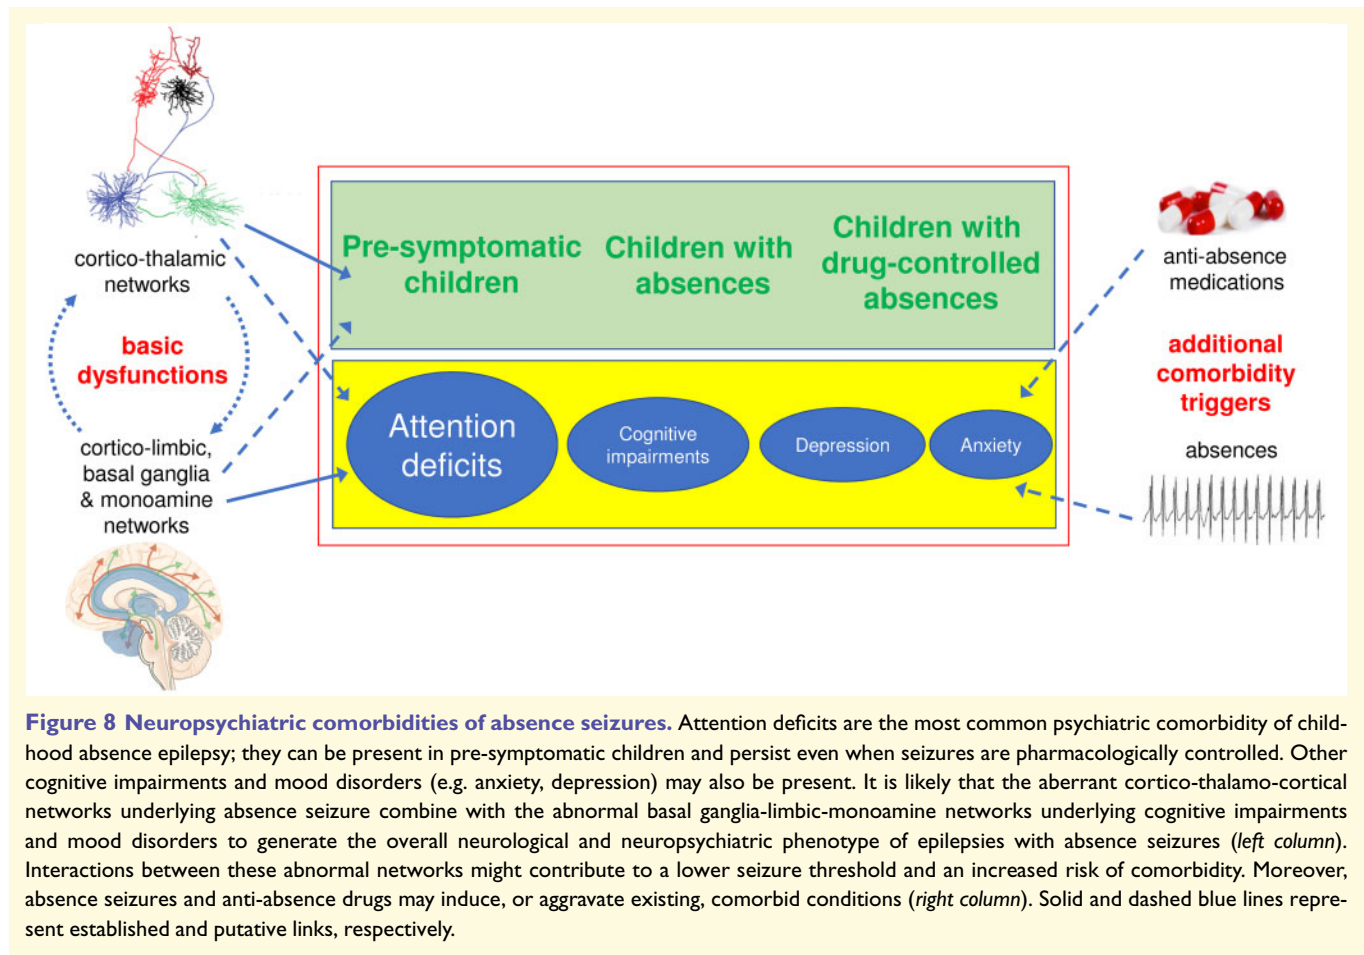 cortico-thalamic
networks
basic
dysfunctions
cortico-limbic,
basal ganglia
& monoamine
networks
Pre-symptomatic
children
Children with
absences
Children with
drug-controlled
absences
Attention
deficits
Cognitive
impairments
Depression
Anxiety
anti-absence
medications
additional
comorbidity
triggers
absences
Figure 8 Neuropsychiatric comorbidities of absence seizures. Attention deficits are the most common psychiatric comorbidity of child-
hood absence epilepsy; they can be present in pre-symptomatic children and persist even when seizures are pharmacologically controlled. Other
cognitive impairments and mood disorders (e.g. anxiety, depression) may also be present. It is likely that the aberrant cortico-thalamo-cortical
networks underlying absence seizure combine with the abnormal basal ganglia-limbic-monoamine networks underlying cognitive impairments
and mood disorders to generate the overall neurological and neuropsychiatric phenotype of epilepsies with absence seizures (left column).
Interactions between these abnormal networks might contribute to a lower seizure threshold and an increased risk of comorbidity. Moreover,
absence seizures and anti-absence drugs may induce, or aggravate existing, comorbid conditions (right column). Solid and dashed blue lines repre-
sent established and putative links, respectively.